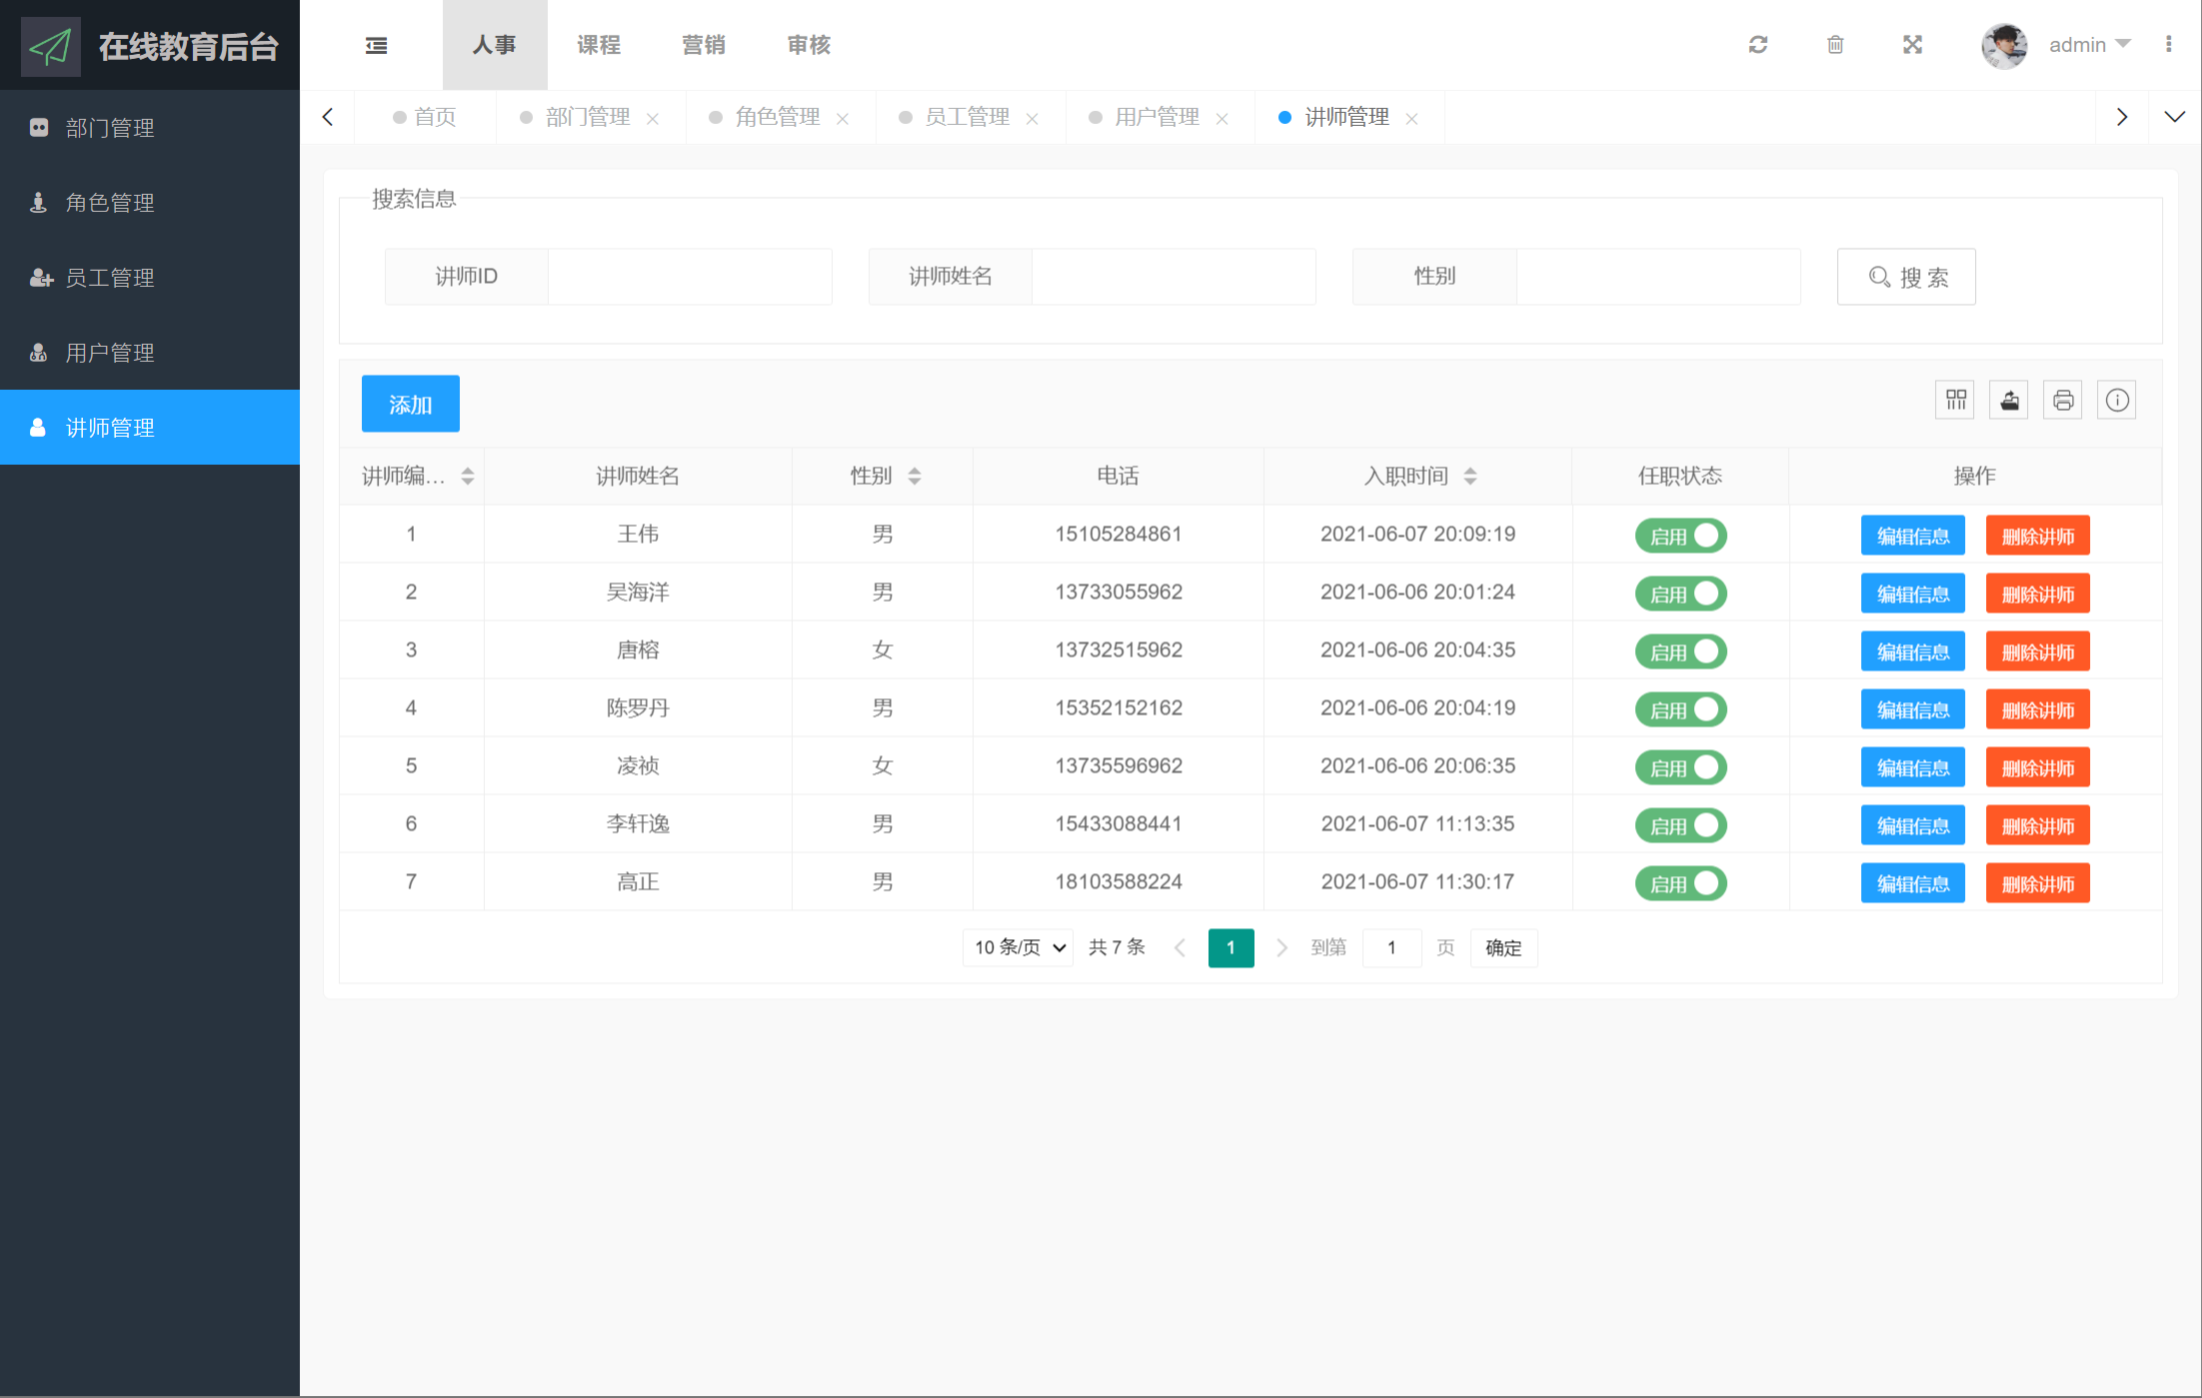 在线教育后台
人事 课程 营销 审核 admin
部门管理
角色管理
员工管理
用户管理
讲师管理
首页 部门管理 角色管理 员工管理 用户管理 讲师管理
搜索信息
讲师ID 讲师姓名 性别 搜 索
添加
讲师编... 讲师姓名 性别 电话 入职时间 任职状态 操作
1 王伟 男 15105284861 2021-06-07 20:09:19 启用 编辑信息 删除讲师
2 吴海洋 男 13733055962 2021-06-06 20:01:24 启用 编辑信息 删除讲师
3 唐榕 女 13732515962 2021-06-06 20:04:35 启用 编辑信息 删除讲师
4 陈罗丹 男 15352152162 2021-06-06 20:04:19 启用 编辑信息 删除讲师
5 凌祯 女 13735596962 2021-06-06 20:06:35 启用 编辑信息 删除讲师
6 李轩逸 男 15433088441 2021-06-07 11:13:35 启用 编辑信息 删除讲师
7 高正 男 18103588224 2021-06-07 11:30:17 启用 编辑信息 删除讲师
10 条/页 共 7 条 1 到第 1 页 确定